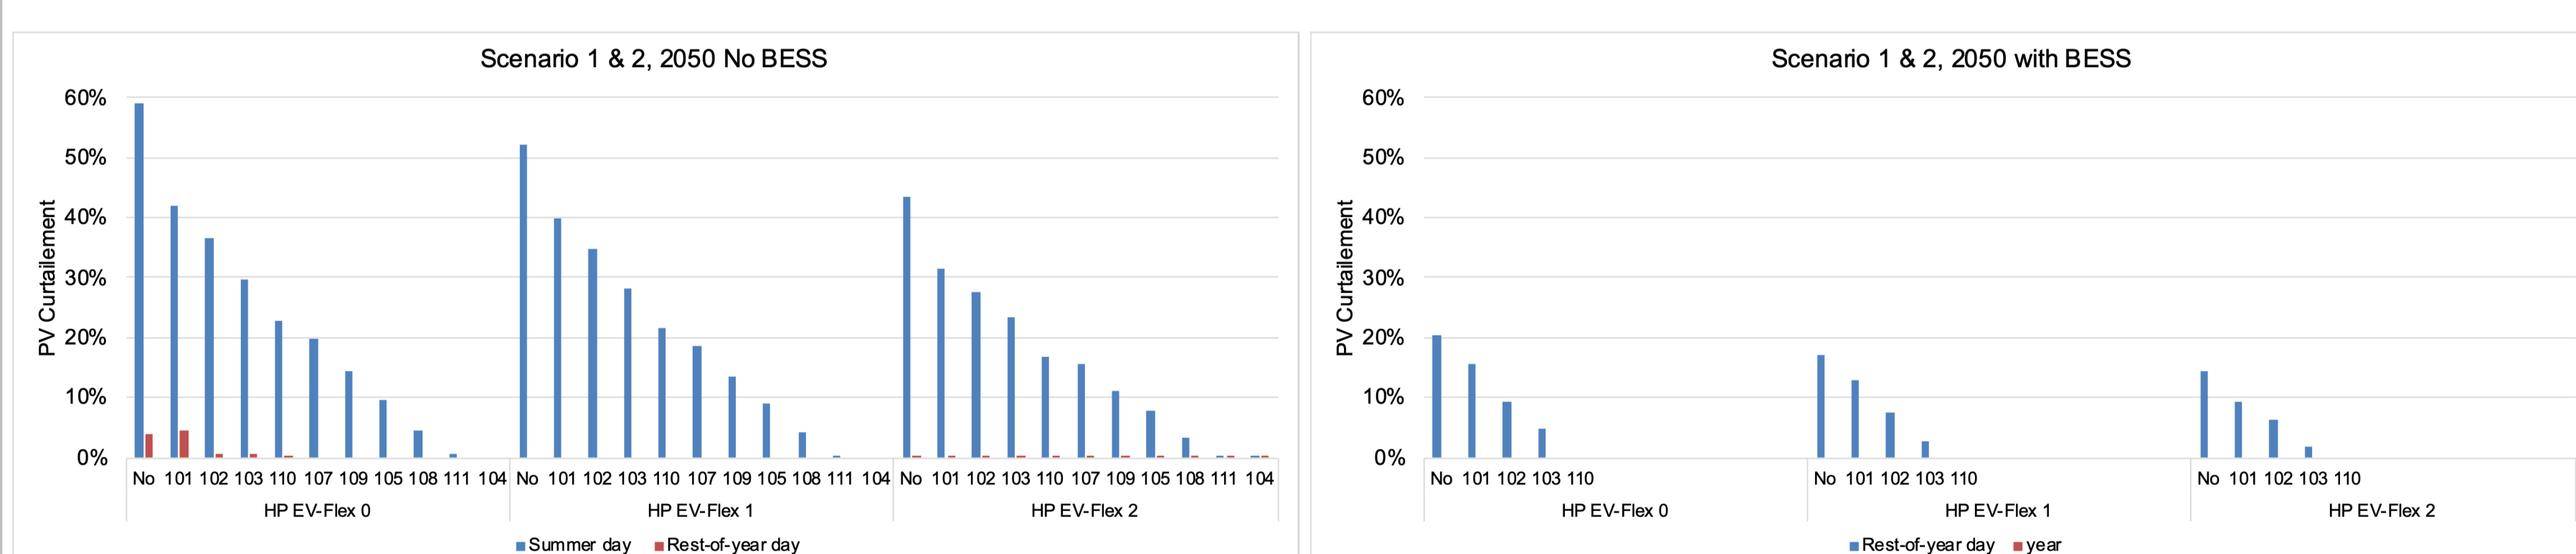 Scenario 1 & 2, 2050 No BESS
PV Curtailement
60%
50%
40%
30%
20%
10%
0%
No 101 102 103 110 107 109 105 108 111 104 No 101 102 103 110 107 109 105 108 111 104 No 101 102 103 110 107 109 105 108 111 104
HP EV-Flex 0 HP EV-Flex 1 HP EV-Flex 2
Summer day Rest-of-year day
Scenario 1 & 2, 2050 with BESS
PV Curtailement
60%
50%
40%
30%
20%
10%
0%
No 101 102 103 110 No 101 102 103 110 No 101 102 103 110
HP EV-Flex 0 HP EV-Flex 1 HP EV-Flex 2
Rest-of-year day year